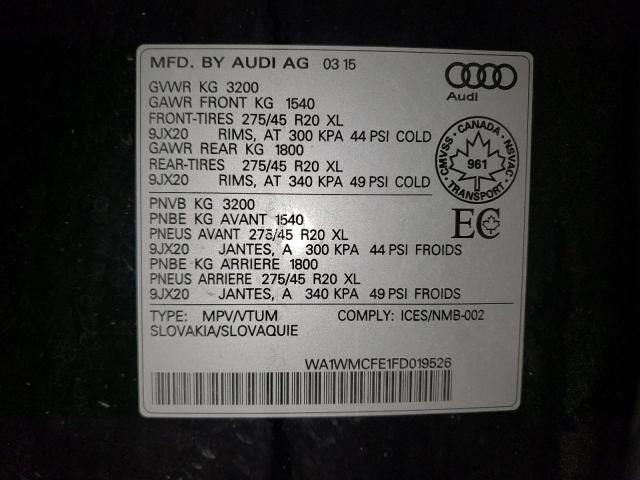 MFD. BY AUDI AG 03 15
Audi
GVWR KG 3200
GAWR FRONT KG 1540
FRONT-TIRES 275/45 R20 XL
9JX20 RIMS, AT 300 KPA 44 PSI COLD
GAWR REAR KG 1800
REAR-TIRES 275/45 R20 XL
9JX20 RIMS, AT 340 KPA 49 PSI COLD
CMVSS - CANADA - NSVAC
961
TRANSPORT
PNVB KG 3200
PNBE KG AVANT 1540
PNEUS AVANT 275/45 R20 XL
9JX20 JANTES, A 300 KPA 44 PSI FROIDS
PNBE KG ARRIERE 1800
PNEUS ARRIERE 275/45 R20 XL
9JX20 JANTES, A 340 KPA 49 PSI FROIDS
EC
TYPE: MPV/VTUM COMPLY: ICES/NMB-002
SLOVAKIA/SLOVAQUIE
WA1WMCFE1FD019526